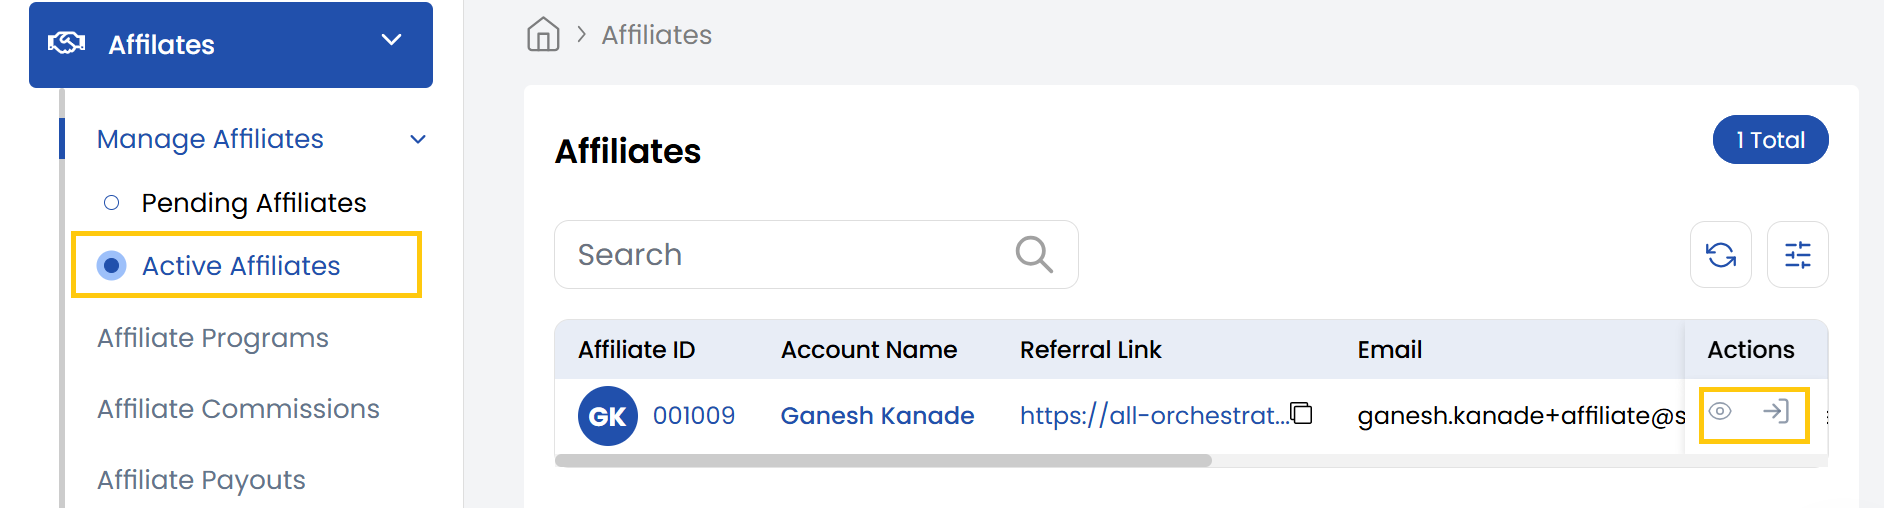 Affilates
Manage Affiliates
Pending Affiliates
Active Affiliates
Affiliate Programs
Affiliate Commissions
Affiliate Payouts
Affiliates
Affiliates
1 Total
Search
Affiliate ID Account Name Referral Link Email Actions
GK 001009 Ganesh Kanade https://all-orchestrat... ganesh.kanade+affiliate@s